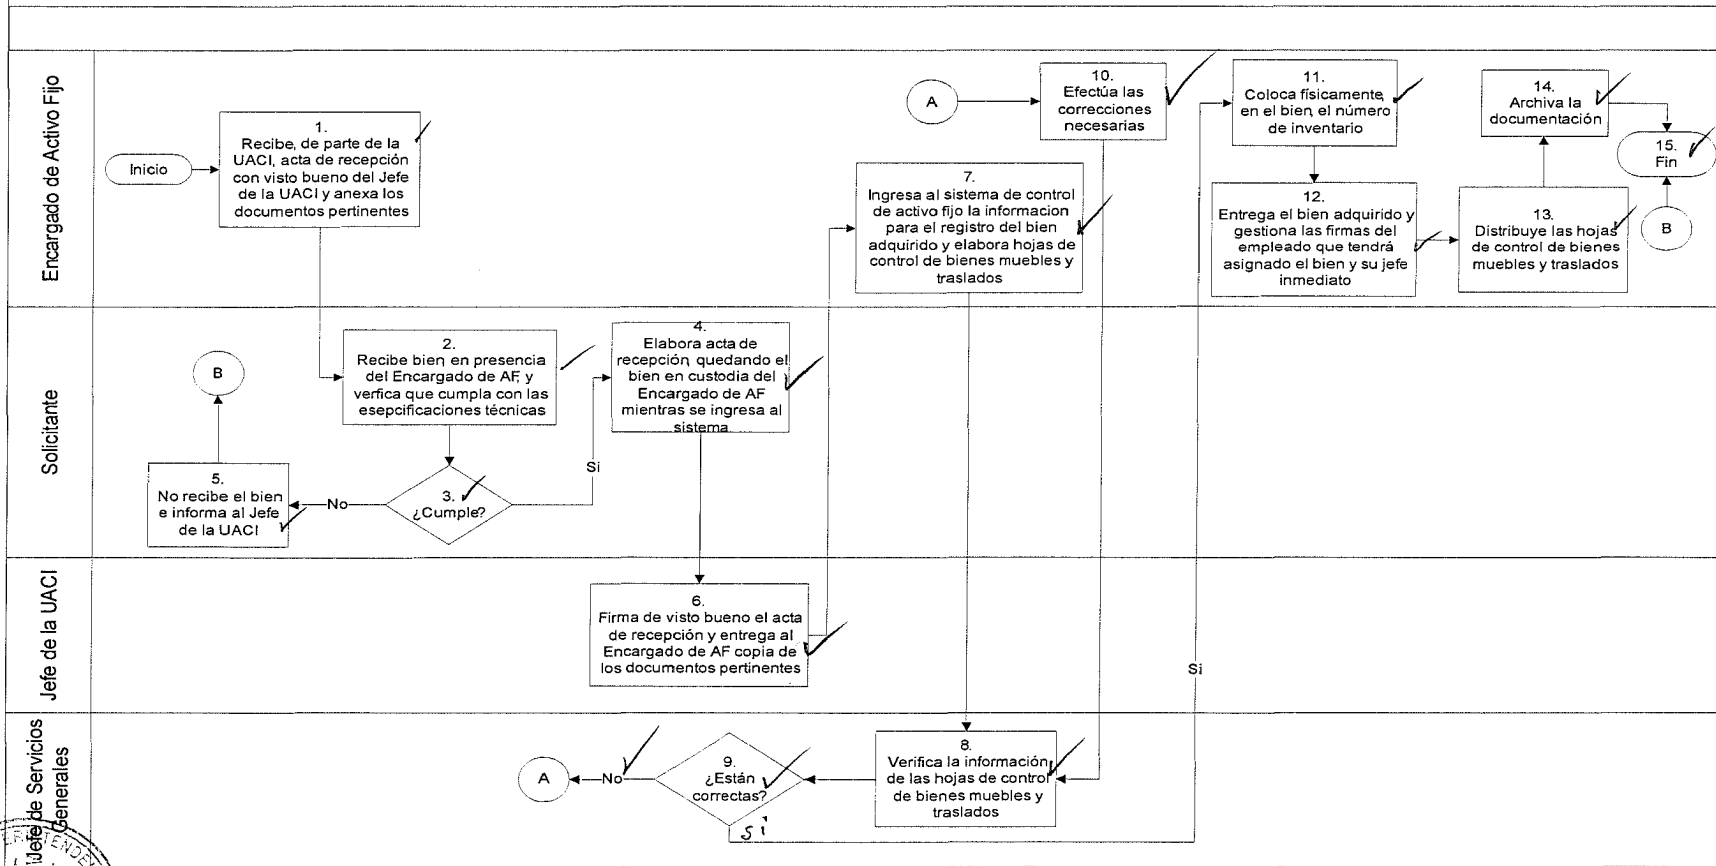 Encargado de Activo Fijo
Inicio
1.
Recibe, de parte de la
UACI, acta de recepción
con visto bueno del Jefe
de la UACI y anexa los
documentos pertinentes
A
10.
Efectúa las
correcciones
necesarias
7.
Ingresa al sistema de control
de activo fijo la informacion
para el registro del bien
adquirido y elabora hojas de
control de bienes muebles y
traslados
11.
Coloca físicamente,
en el bien, el número
de inventario
12.
Entrega el bien adquirido y
gestiona las firmas del
empleado que tendrá
asignado el bien y su jefe
inmediato
13.
Distribuye las hojas
de control de bienes
muebles y traslados
14.
Archiva la
documentación
15.
Fin
B
Solicitante
B
2.
Recibe bien, en presencia
del Encargado de AF, y
verfica que cumpla con las
esepcificaciones técnicas
3.
¿Cumple?
No
Sí
5.
No recibe el bien
e informa al Jefe
de la UACI
4.
Elabora acta de
recepción, quedando el
bien en custodia del
Encargado de AF
mientras se ingresa al
sistema
Jefe de la UACI
6.
Firma de visto bueno el acta
de recepción y entrega al
Encargado de AF copia de
los documentos pertinentes
Sí
Jefe de Servicios
Generales
8.
Verifica la información
de las hojas de control
de bienes muebles y
traslados
9.
¿Están
correctas?
No
A
Si